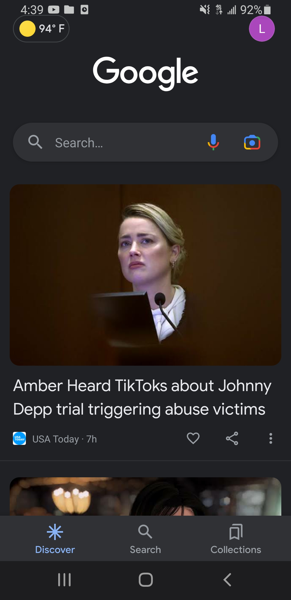 4:39
92%
94° F
L
Google
Search...
Amber Heard TikToks about Johnny
Depp trial triggering abuse victims
USA Today · 7h
Discover
Search
Collections